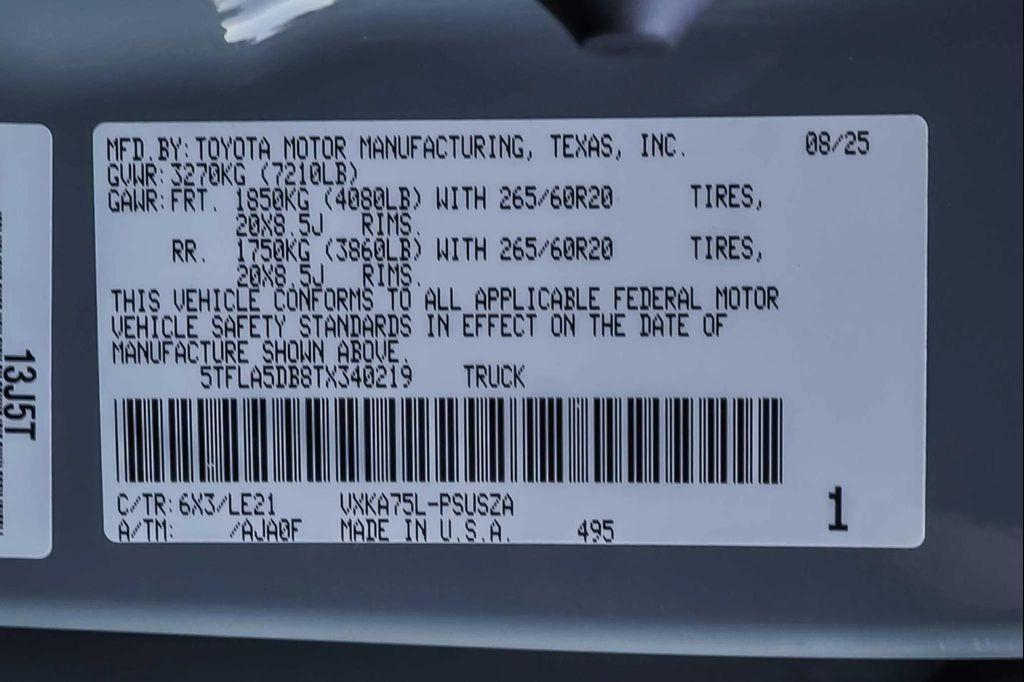 MFD. BY: TOYOTA MOTOR MANUFACTURING, TEXAS, INC. 08/25
GVWR: 3270KG (7210LB)
GAWR: FRT. 1850KG (4080LB) WITH 265/60R20 TIRES,
20X8.5J RIMS.
RR. 1750KG (3860LB) WITH 265/60R20 TIRES,
20X8.5J RIMS.
THIS VEHICLE CONFORMS TO ALL APPLICABLE FEDERAL MOTOR
VEHICLE SAFETY STANDARDS IN EFFECT ON THE DATE OF
MANUFACTURE SHOWN ABOVE.
5TFLA5DB8TX340219 TRUCK
C/TR: 6X3/LE21 VXKA75L-PSUSZA
A/TM: /AJA0F MADE IN U.S.A. 495
1
13J5T